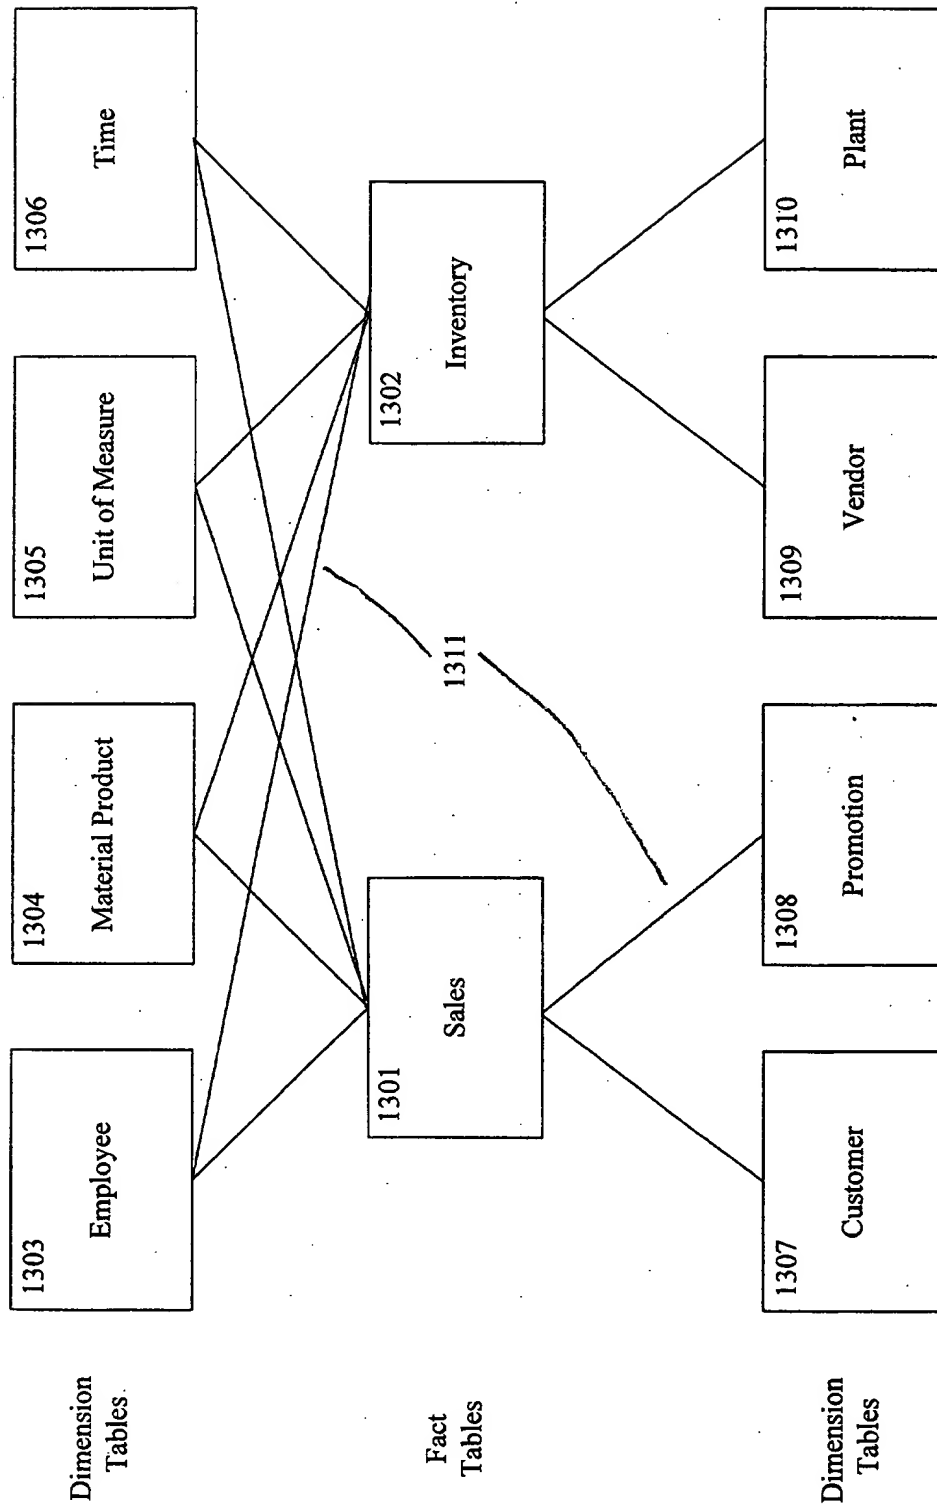 Dimension
Tables
1303
Employee
1304
Material Product
1305
Unit of Measure
1306
Time
Fact
Tables
1301
Sales
1311
1302
Inventory
Dimension
Tables
1307
Customer
1308
Promotion
1309
Vendor
1310
Plant